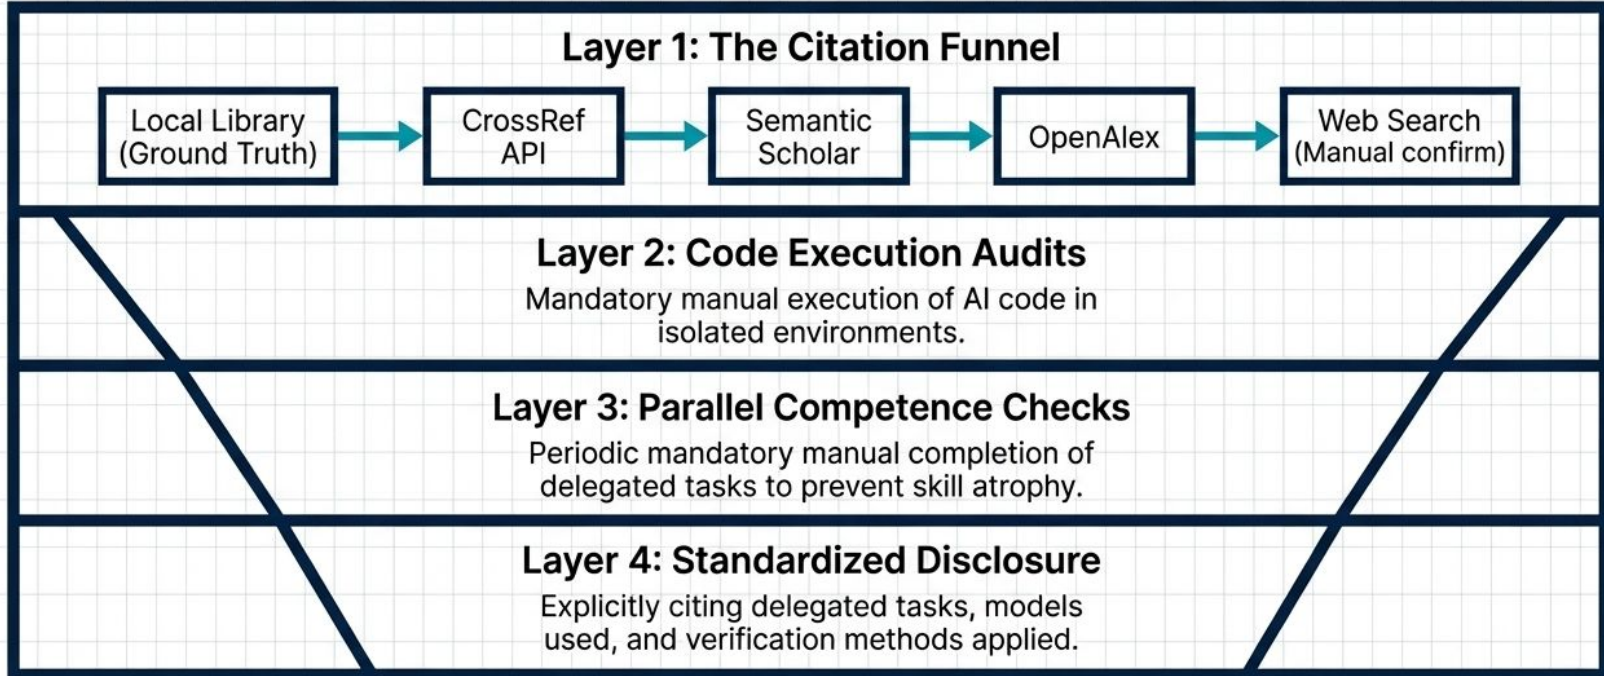 Layer 1: The Citation Funnel
Local Library
(Ground Truth)
CrossRef
API
Semantic
Scholar
OpenAlex
Web Search
(Manual confirm)
Layer 2: Code Execution Audits
Mandatory manual execution of AI code in
isolated environments.
Layer 3: Parallel Competence Checks
Periodic mandatory manual completion of
delegated tasks to prevent skill atrophy.
Layer 4: Standardized Disclosure
Explicitly citing delegated tasks, models
used, and verification methods applied.